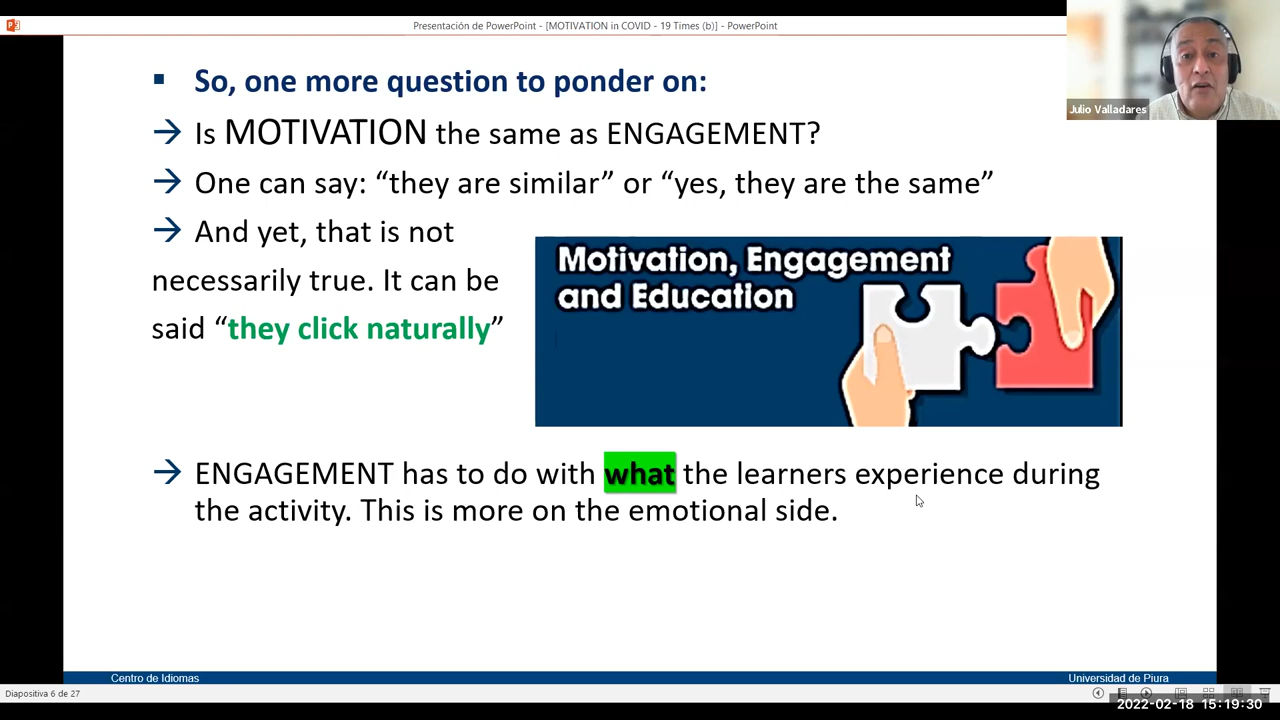 Presentación de PowerPoint - [MOTIVATION in COVID - 19 Times (b)] - PowerPoint
Julio Valladares
▪ So, one more question to ponder on:
→ Is MOTIVATION the same as ENGAGEMENT?
→ One can say: “they are similar” or “yes, they are the same”
→ And yet, that is not
necessarily true. It can be
said “they click naturally”
Motivation, Engagement
and Education
→ ENGAGEMENT has to do with what the learners experience during
the activity. This is more on the emotional side.
Centro de Idiomas
Universidad de Piura
Diapositiva 6 de 27
2022-02-18 15:19:30